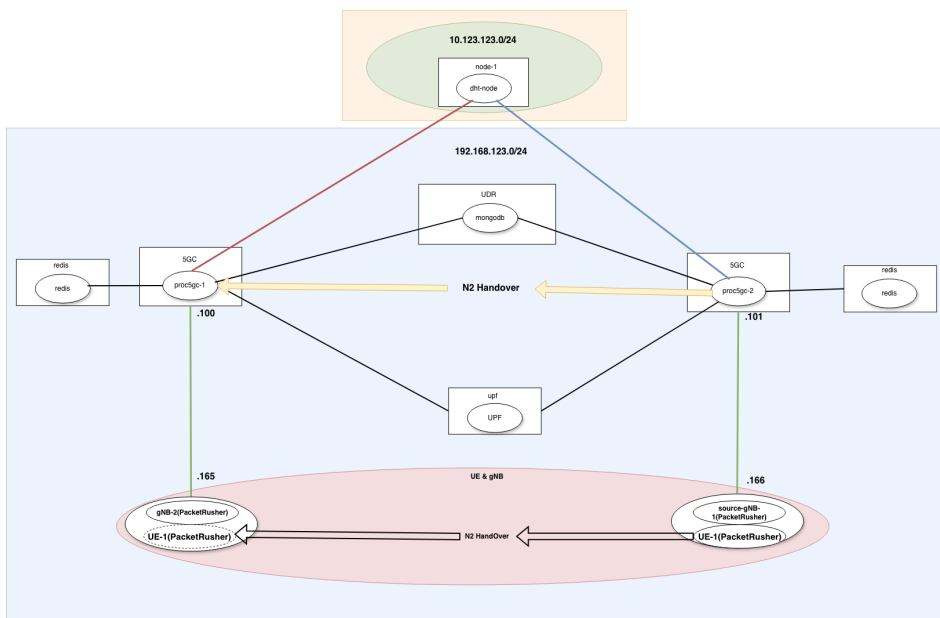 10.123.123.0/24
node-1
dht-node
192.168.123.0/24
UDR
mongodb
5GC
proc5gc-1
redis
redis
5GC
proc5gc-2
redis
redis
N2 Handover
.100
.101
upf
UPF
UE & gNB
.165
.166
gNB-2(PacketRusher)
UE-1(PacketRusher)
source-gNB-
1(PacketRusher)
UE-1(PacketRusher)
N2 HandOver